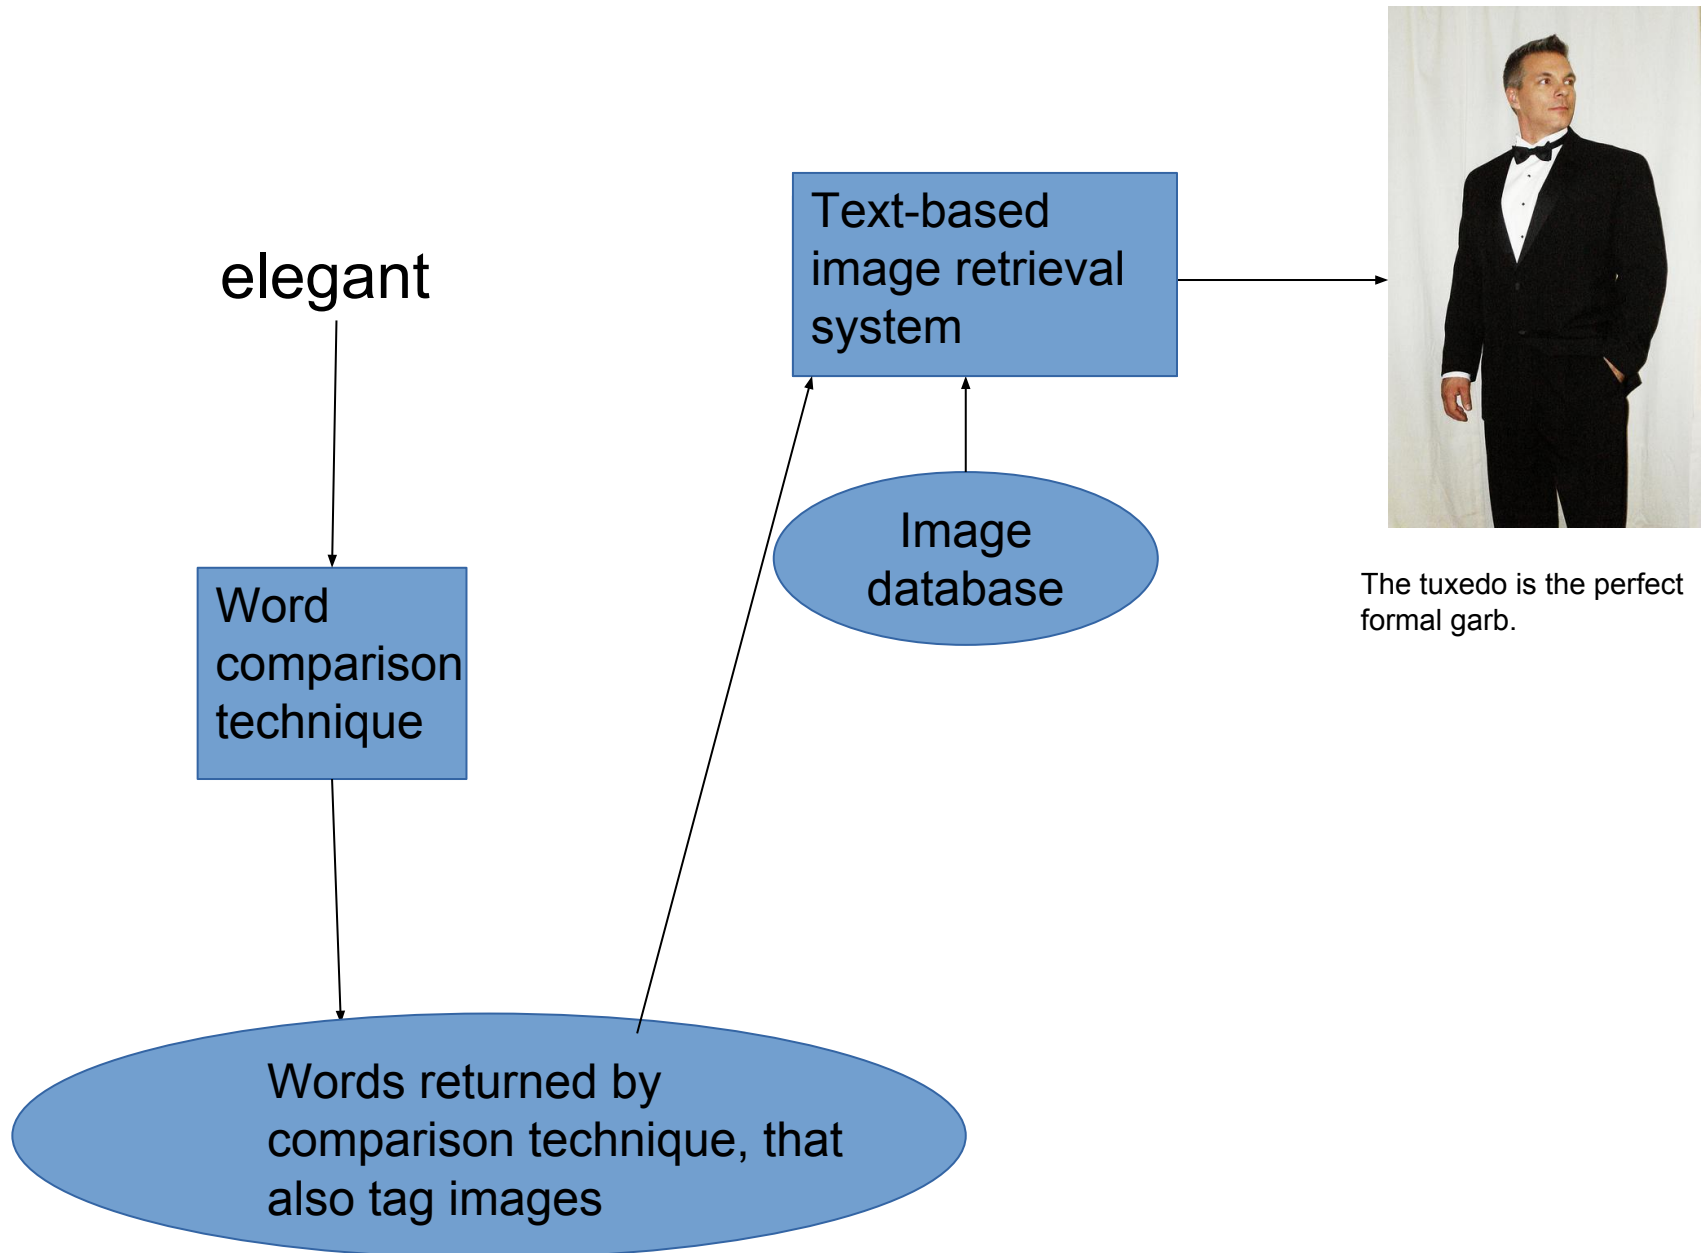 elegant
Word
comparison
technique
Words returned by
comparison technique, that
also tag images
Text-based
image retrieval
system
Image
database
The tuxedo is the perfect
formal garb.